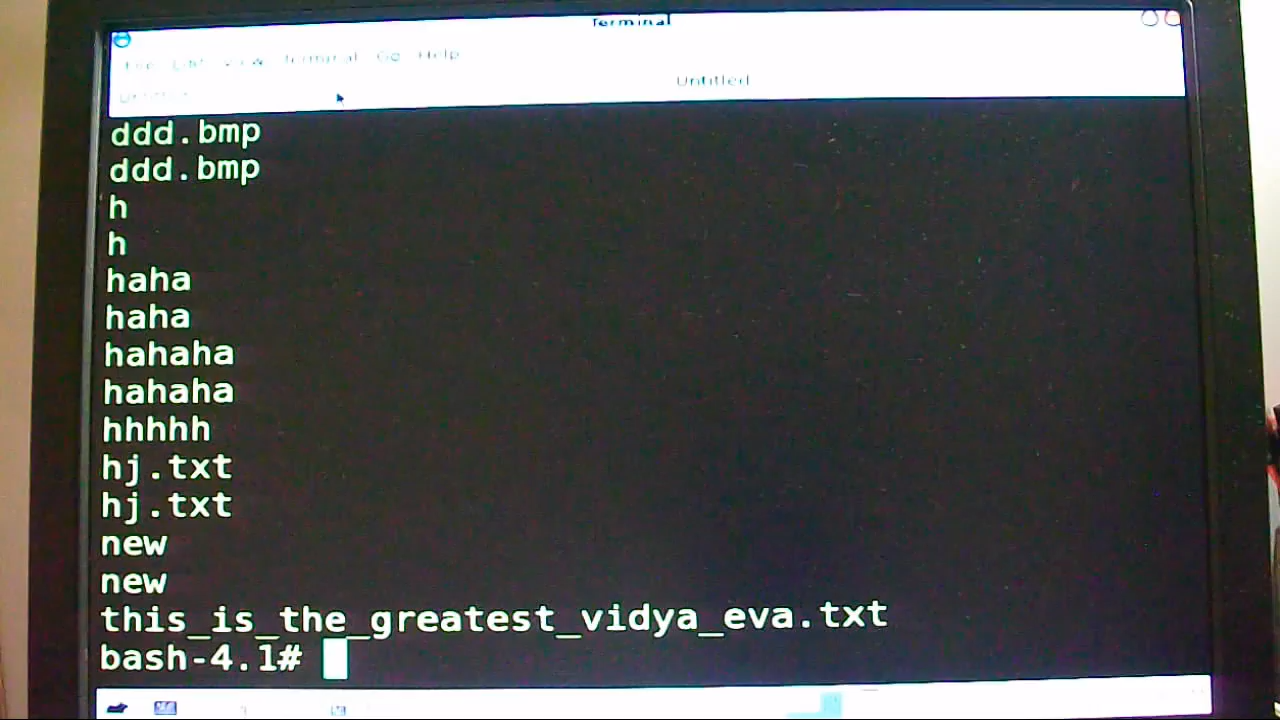 Terminal
File Edit View Terminal Go Help
Untitled Untitled
ddd.bmp
ddd.bmp
h
h
haha
haha
hahaha
hahaha
hhhhh
hj.txt
hj.txt
new
new
this_is_the_greatest_vidya_eva.txt
bash-4.1#